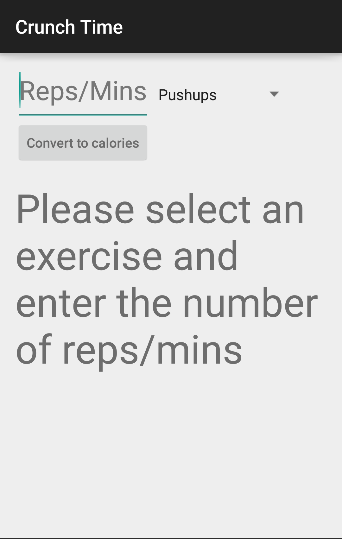 Crunch Time
Reps/Mins Pushups
Convert to calories
Please select an
exercise and
enter the number
of reps/mins